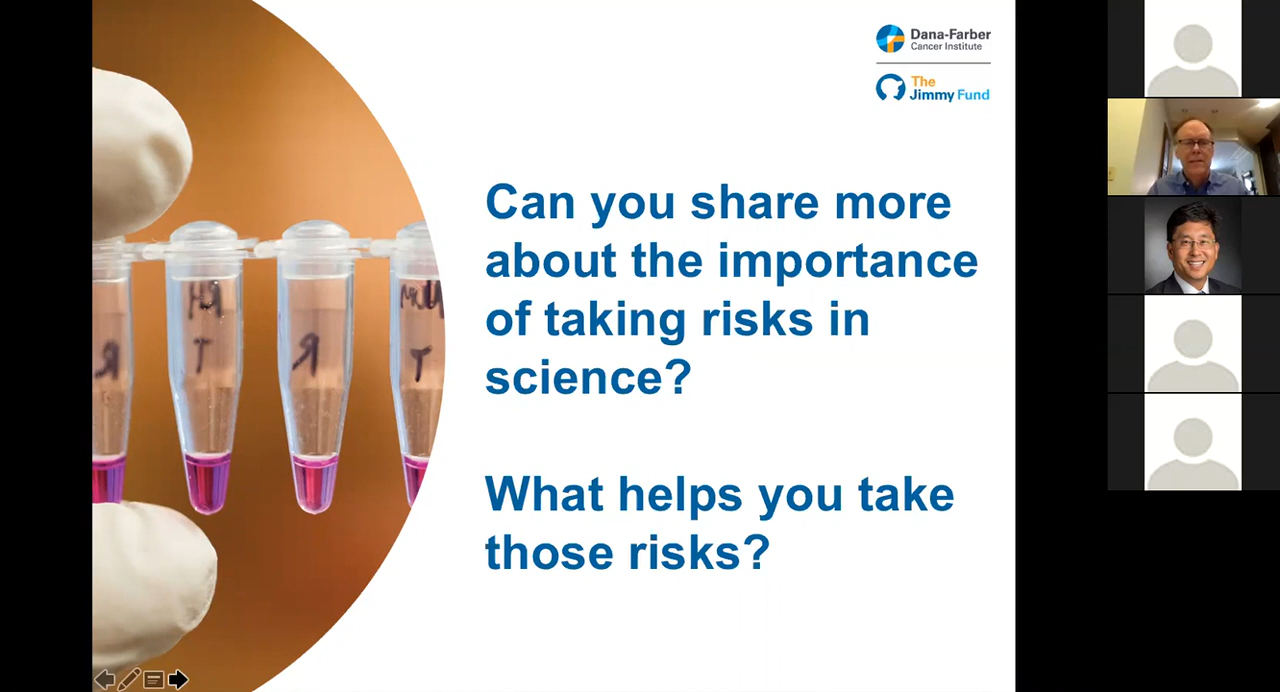 Dana-Farber
Cancer Institute
The
Jimmy Fund
Can you share more
about the importance
of taking risks in
science?
What helps you take
those risks?
R
T
R
T